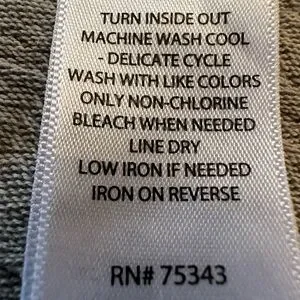 TURN INSIDE OUT
MACHINE WASH COOL
- DELICATE CYCLE
WASH WITH LIKE COLORS
ONLY NON-CHLORINE
BLEACH WHEN NEEDED
LINE DRY
LOW IRON IF NEEDED
IRON ON REVERSE
RN# 75343